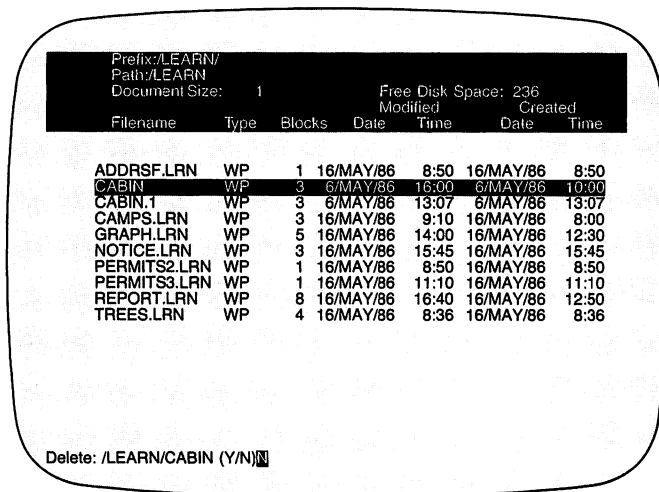 Prefix:/LEARN/
Path:/LEARN
Document Size: 1 Free Disk Space: 236
Modified Created
Filename Type Blocks Date Time Date Time
ADDRSF.LRN WP 1 16/MAY/86 8:50 16/MAY/86 8:50
CABIN WP 3 6/MAY/86 16:00 6/MAY/86 10:00
CABIN.1 WP 3 6/MAY/86 13:07 6/MAY/86 13:07
CAMPS.LRN WP 3 16/MAY/86 9:10 16/MAY/86 8:00
GRAPH.LRN WP 5 16/MAY/86 14:00 16/MAY/86 12:30
NOTICE.LRN WP 3 16/MAY/86 15:45 16/MAY/86 15:45
PERMITS2.LRN WP 1 16/MAY/86 8:50 16/MAY/86 8:50
PERMITS3.LRN WP 1 16/MAY/86 11:10 16/MAY/86 11:10
REPORT.LRN WP 8 16/MAY/86 16:40 16/MAY/86 12:50
TREES.LRN WP 4 16/MAY/86 8:36 16/MAY/86 8:36
Delete: /LEARN/CABIN (Y/N)N